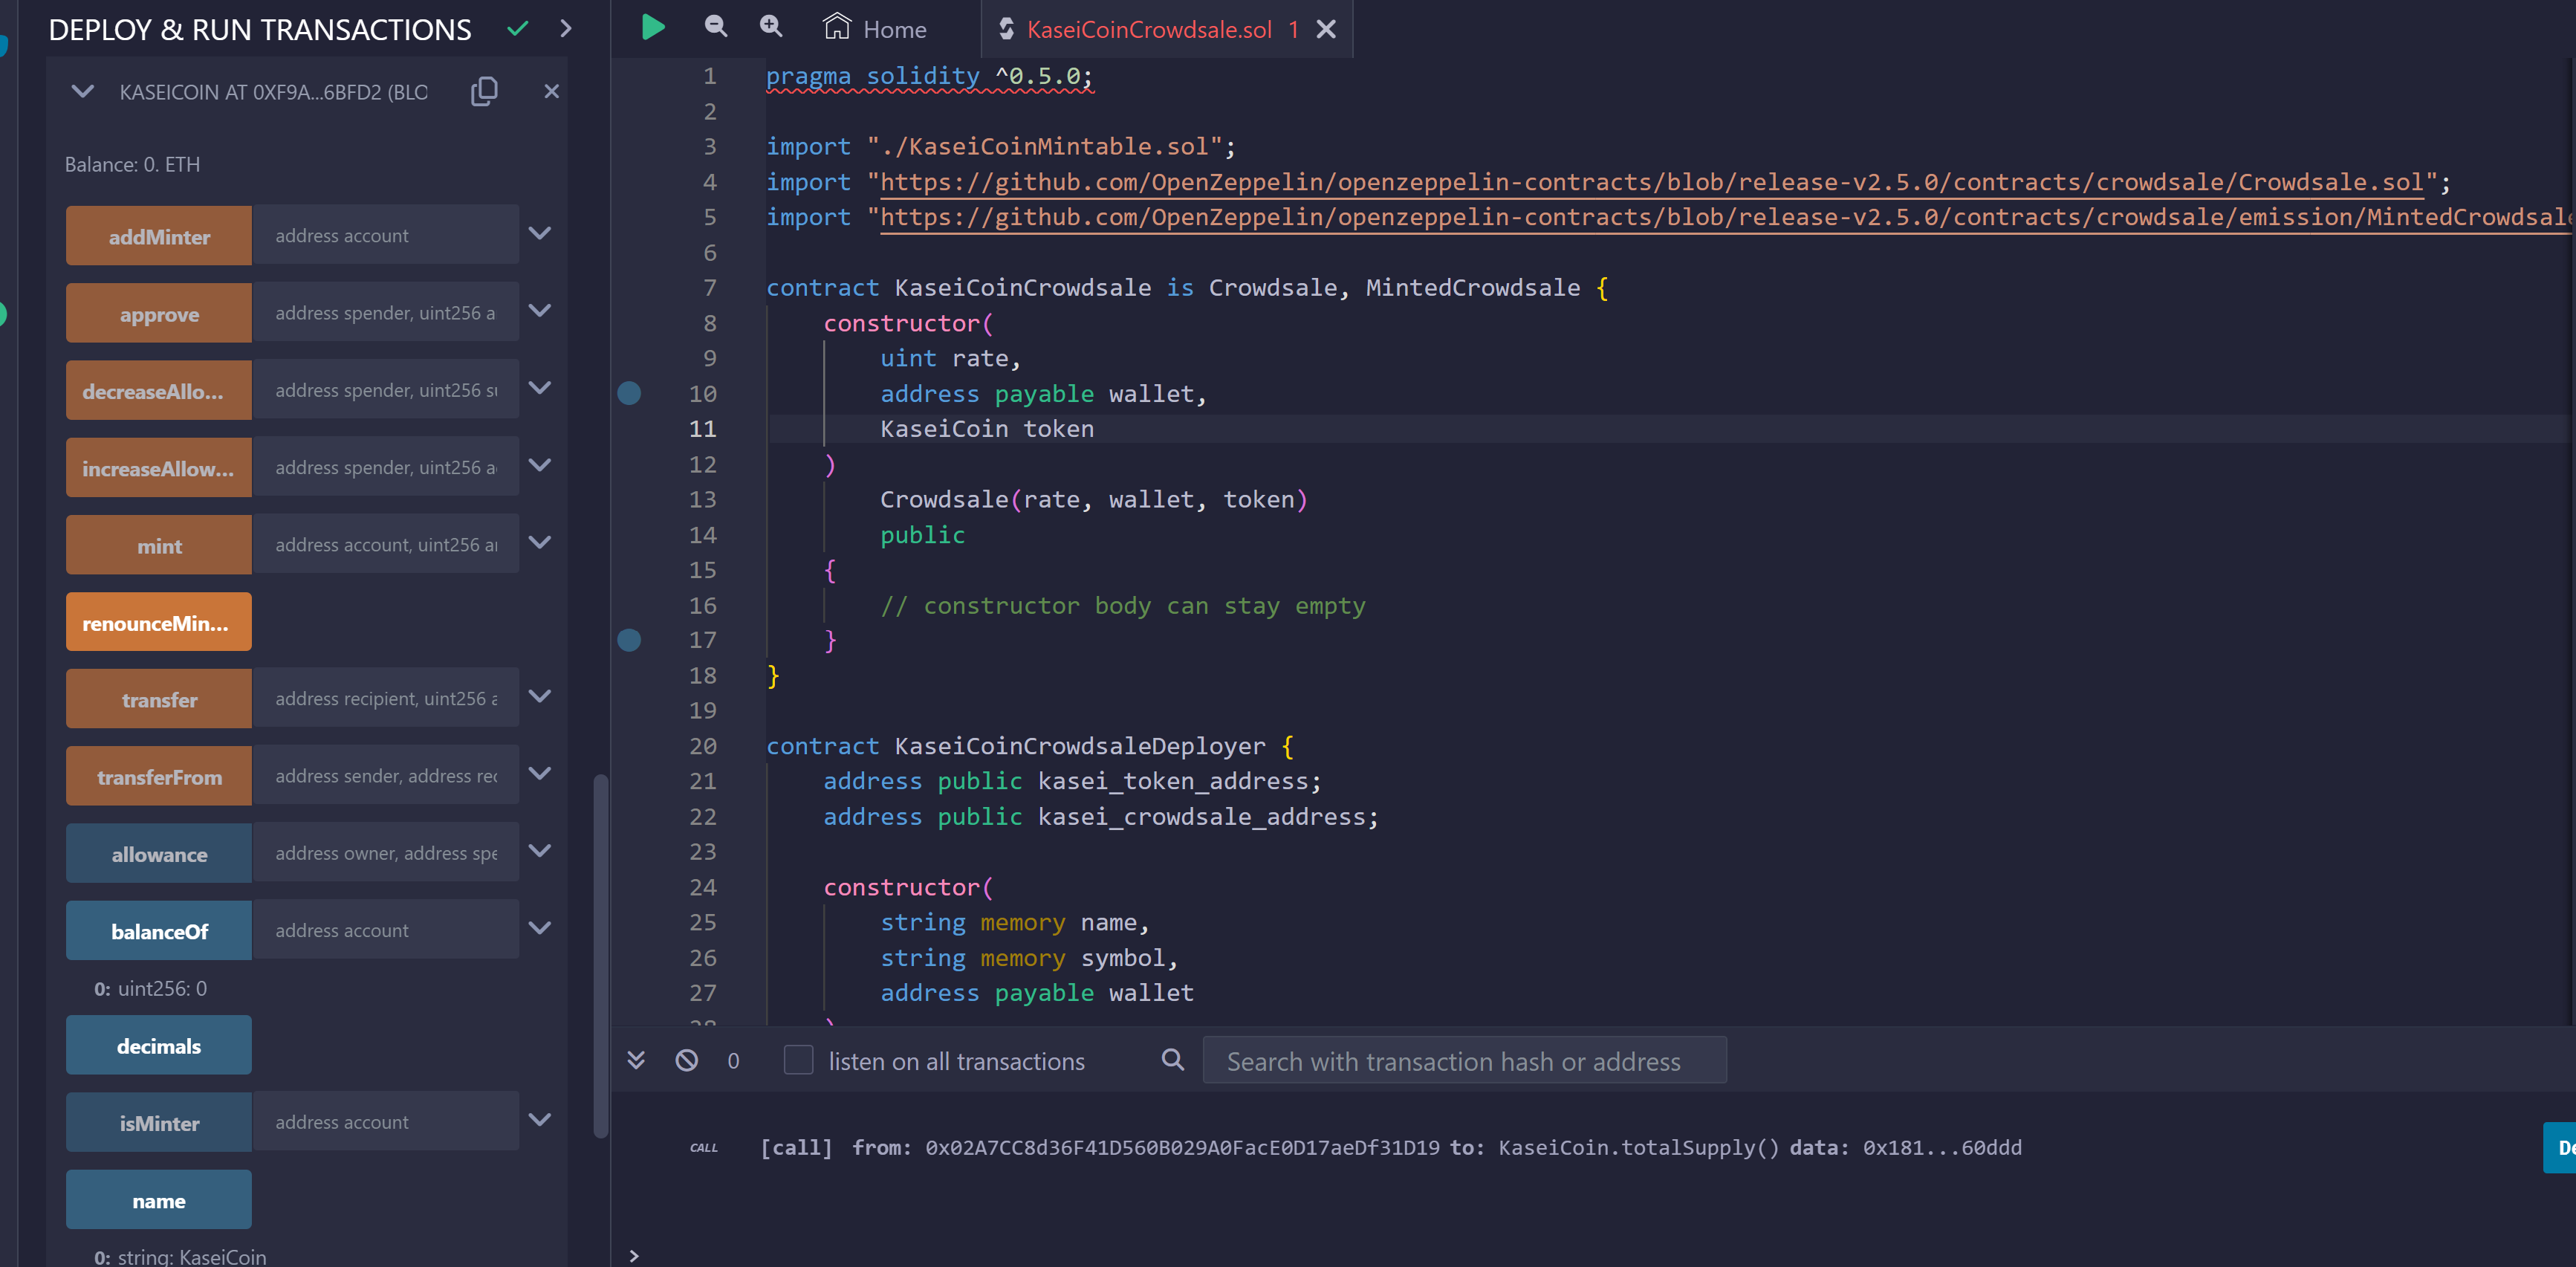 DEPLOY & RUN TRANSACTIONS
KASEICOIN AT 0XF9A...6BFD2 (BLO
Balance: 0. ETH
addMinter address account
approve address spender, uint256 a
decreaseAllo... address spender, uint256 su
increaseAllow... address spender, uint256 a
mint address account, uint256 a
renounceMin...
transfer address recipient, uint256 a
transferFrom address sender, address rec
allowance address owner, address spe
balanceOf address account
0: uint256: 0
decimals
isMinter address account
name
0: string: KaseiCoin
Home
KaseiCoinCrowdsale.sol 1
1 pragma solidity ^0.5.0;
2
3 import "./KaseiCoinMintable.sol";
4 import "https://github.com/OpenZeppelin/openzeppelin-contracts/blob/release-v2.5.0/contracts/crowdsale/Crowdsale.sol";
5 import "https://github.com/OpenZeppelin/openzeppelin-contracts/blob/release-v2.5.0/contracts/crowdsale/emission/MintedCrowdsale
6
7 contract KaseiCoinCrowdsale is Crowdsale, MintedCrowdsale {
8 constructor(
9 uint rate,
10 address payable wallet,
11 KaseiCoin token
12 )
13 Crowdsale(rate, wallet, token)
14 public
15 {
16 // constructor body can stay empty
17 }
18 }
19
20 contract KaseiCoinCrowdsaleDeployer {
21 address public kasei_token_address;
22 address public kasei_crowdsale_address;
23
24 constructor(
25 string memory name,
26 string memory symbol,
27 address payable wallet
28 )
0 listen on all transactions Search with transaction hash or address
CALL [call] from: 0x02A7CC8d36F41D560B029A0FacE0D17aeDf31D19 to: KaseiCoin.totalSupply() data: 0x181...60ddd
De
>